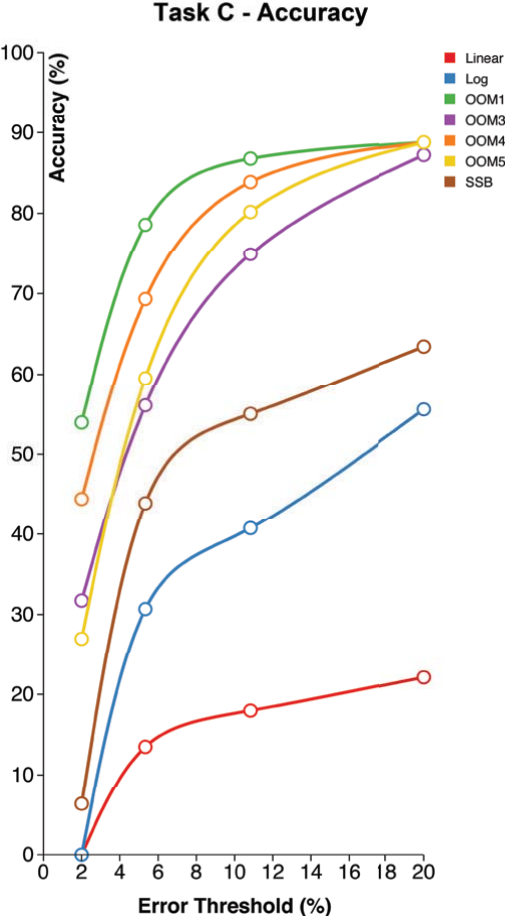 Task C - Accuracy
Accuracy (%)
100
90
80
70
60
50
40
30
20
10
0
0 2 4 6 8 10 12 14 16 18 20
Error Threshold (%)
Linear
Log
OOM1
OOM3
OOM4
OOM5
SSB